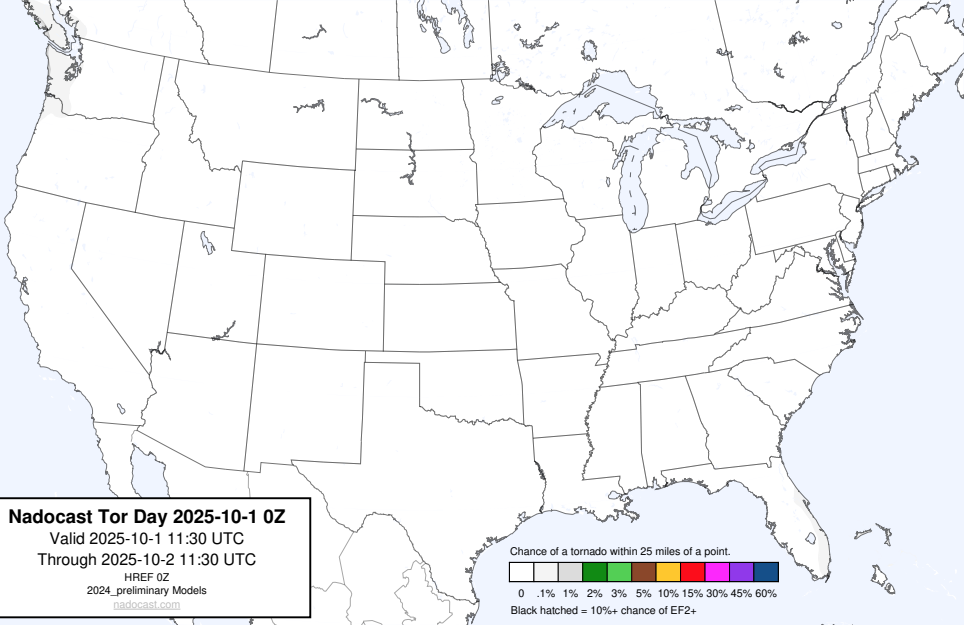 Nadocast Tor Day 2025-10-1 0Z
Valid 2025-10-1 11:30 UTC
Through 2025-10-2 11:30 UTC
HREF 0Z
2024_preliminary Models
nadocast.com
Chance of a tornado within 25 miles of a point.
0 .1% 1% 2% 3% 5% 10% 15% 30% 45% 60%
Black hatched = 10%+ chance of EF2+